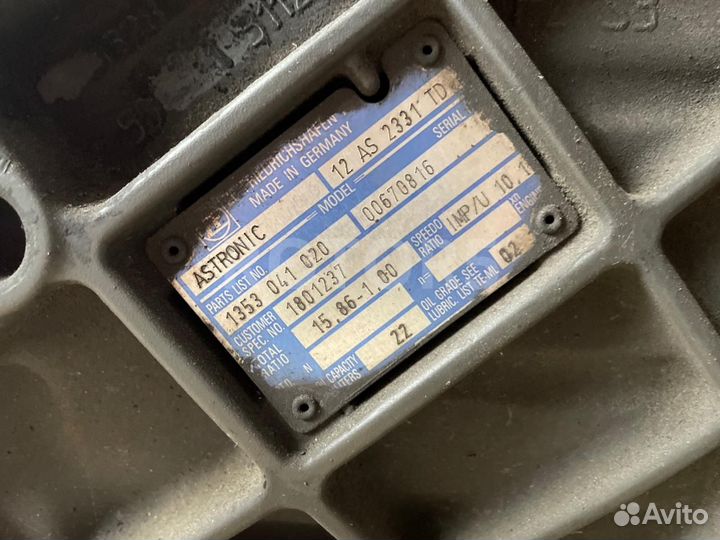 FRIEDRICHSHAFEN
MADE IN GERMANY
ASTRONIC
MODEL
12 AS 2331 TD
PARTS LIST NO.
SERIAL
1353 041 020
00670816
CUSTOMER
SPEC. NO.
1801237
SPEEDO
RATIO
IMP/U 10
TOTAL
RATIO
15,86-1,00
n=
N
CAPACITY
LITERS
22
OIL GRADE SEE
LUBRIC. LIST TE-ML
02
Avito